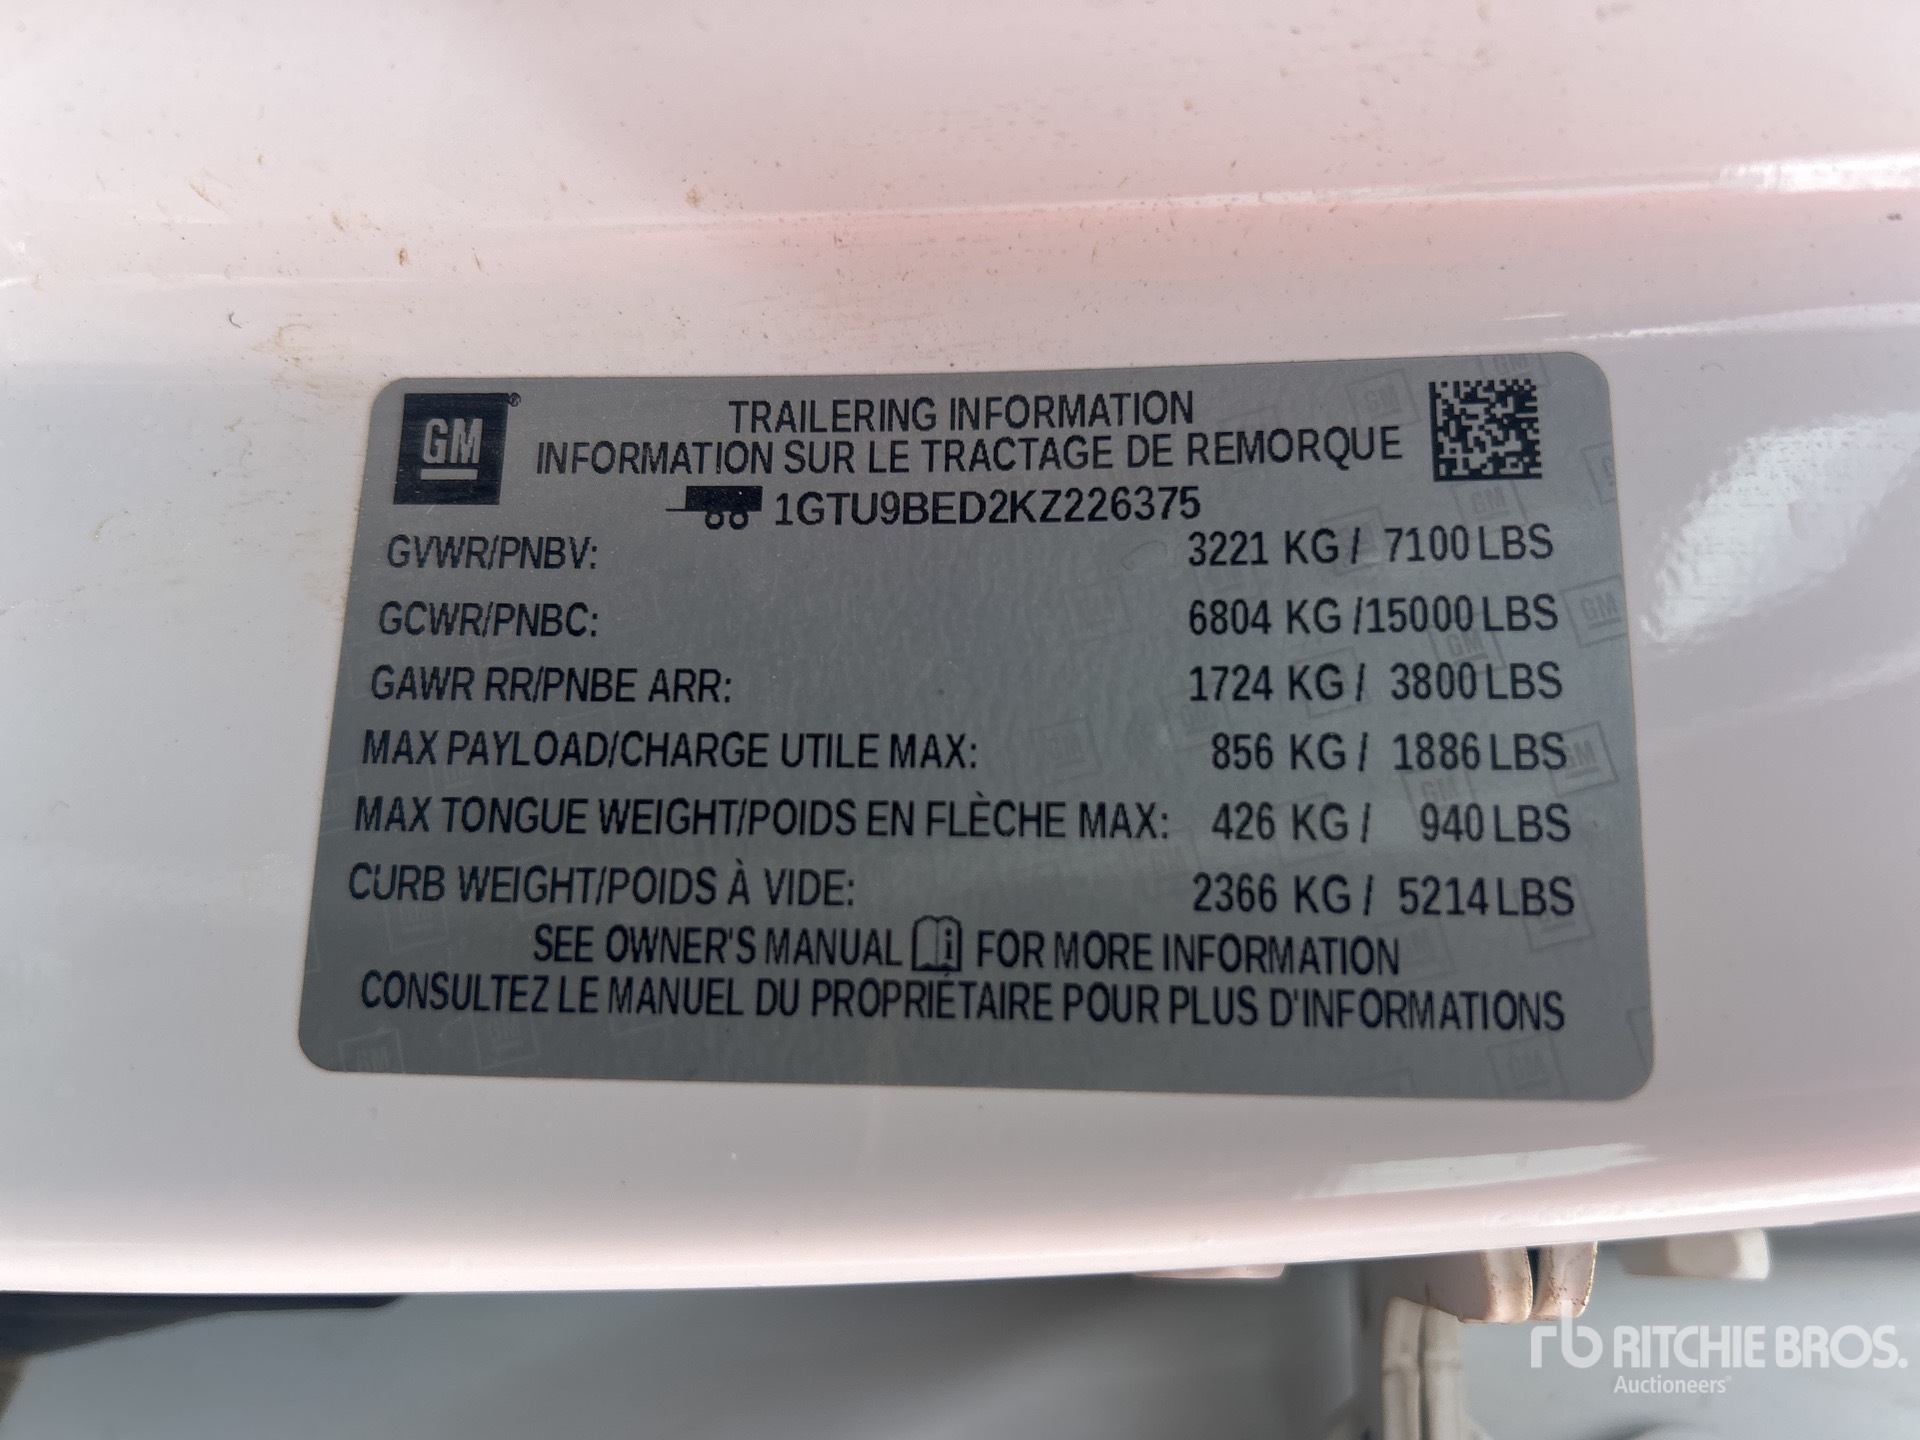 GM®
TRAILERING INFORMATION
INFORMATION SUR LE TRACTAGE DE REMORQUE
1GTU9BED2KZ226375
GVWR/PNBV: 3221 KG / 7100 LBS
GCWR/PNBC: 6804 KG /15000 LBS
GAWR RR/PNBE ARR: 1724 KG / 3800 LBS
MAX PAYLOAD/CHARGE UTILE MAX: 856 KG / 1886 LBS
MAX TONGUE WEIGHT/POIDS EN FLÈCHE MAX: 426 KG / 940 LBS
CURB WEIGHT/POIDS À VIDE: 2366 KG / 5214 LBS
SEE OWNER'S MANUAL i FOR MORE INFORMATION
CONSULTEZ LE MANUEL DU PROPRIÉTAIRE POUR PLUS D'INFORMATIONS
rb RITCHIE BROS.
Auctioneers